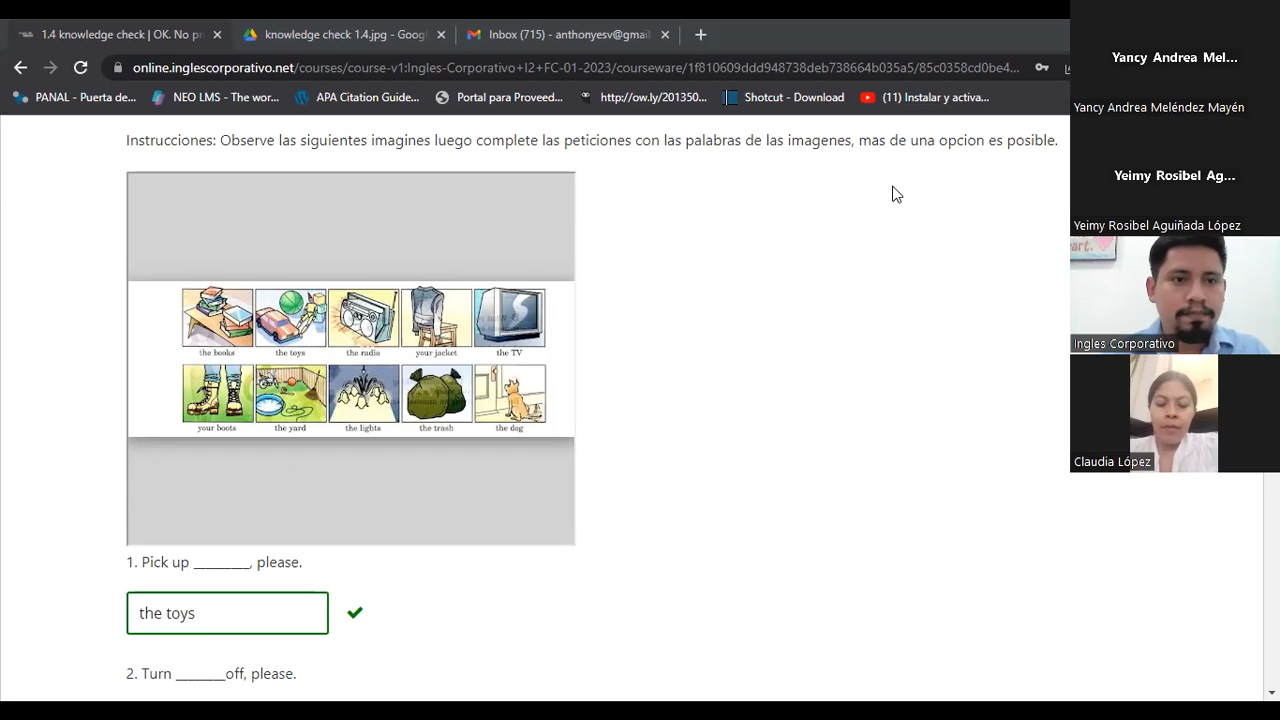 1.4 knowledge check | OK. No pr
knowledge check 1.4.jpg - Goog
Inbox (715) - anthonyesv@gmail.
online.inglescorporativo.net/courses/course-v1:Ingles-Corporativo+I2+FC-01-2023/courseware/1f810609ddd948738deb738664b035a5/85c0358cd0be4...
PANAL - Puerta de...
NEO LMS - The wor...
APA Citation Guide...
Portal para Proveed...
http://ow.ly/201350...
Shotcut - Download
(11) Instalar y activa...
Instrucciones: Observe las siguientes imagines luego complete las peticiones con las palabras de las imagenes, mas de una opcion es posible.
the books
the toys
the radio
your jacket
the TV
your boots
the yard
the lights
the trash
the dog
1. Pick up _________, please.
the toys
2. Turn ________off, please.
Yancy Andrea Mel...
Yancy Andrea Meléndez Mayén
Yeimy Rosibel Ag...
Yeimy Rosibel Aguiñada López
art.
Ingles Corporativo
Claudia López